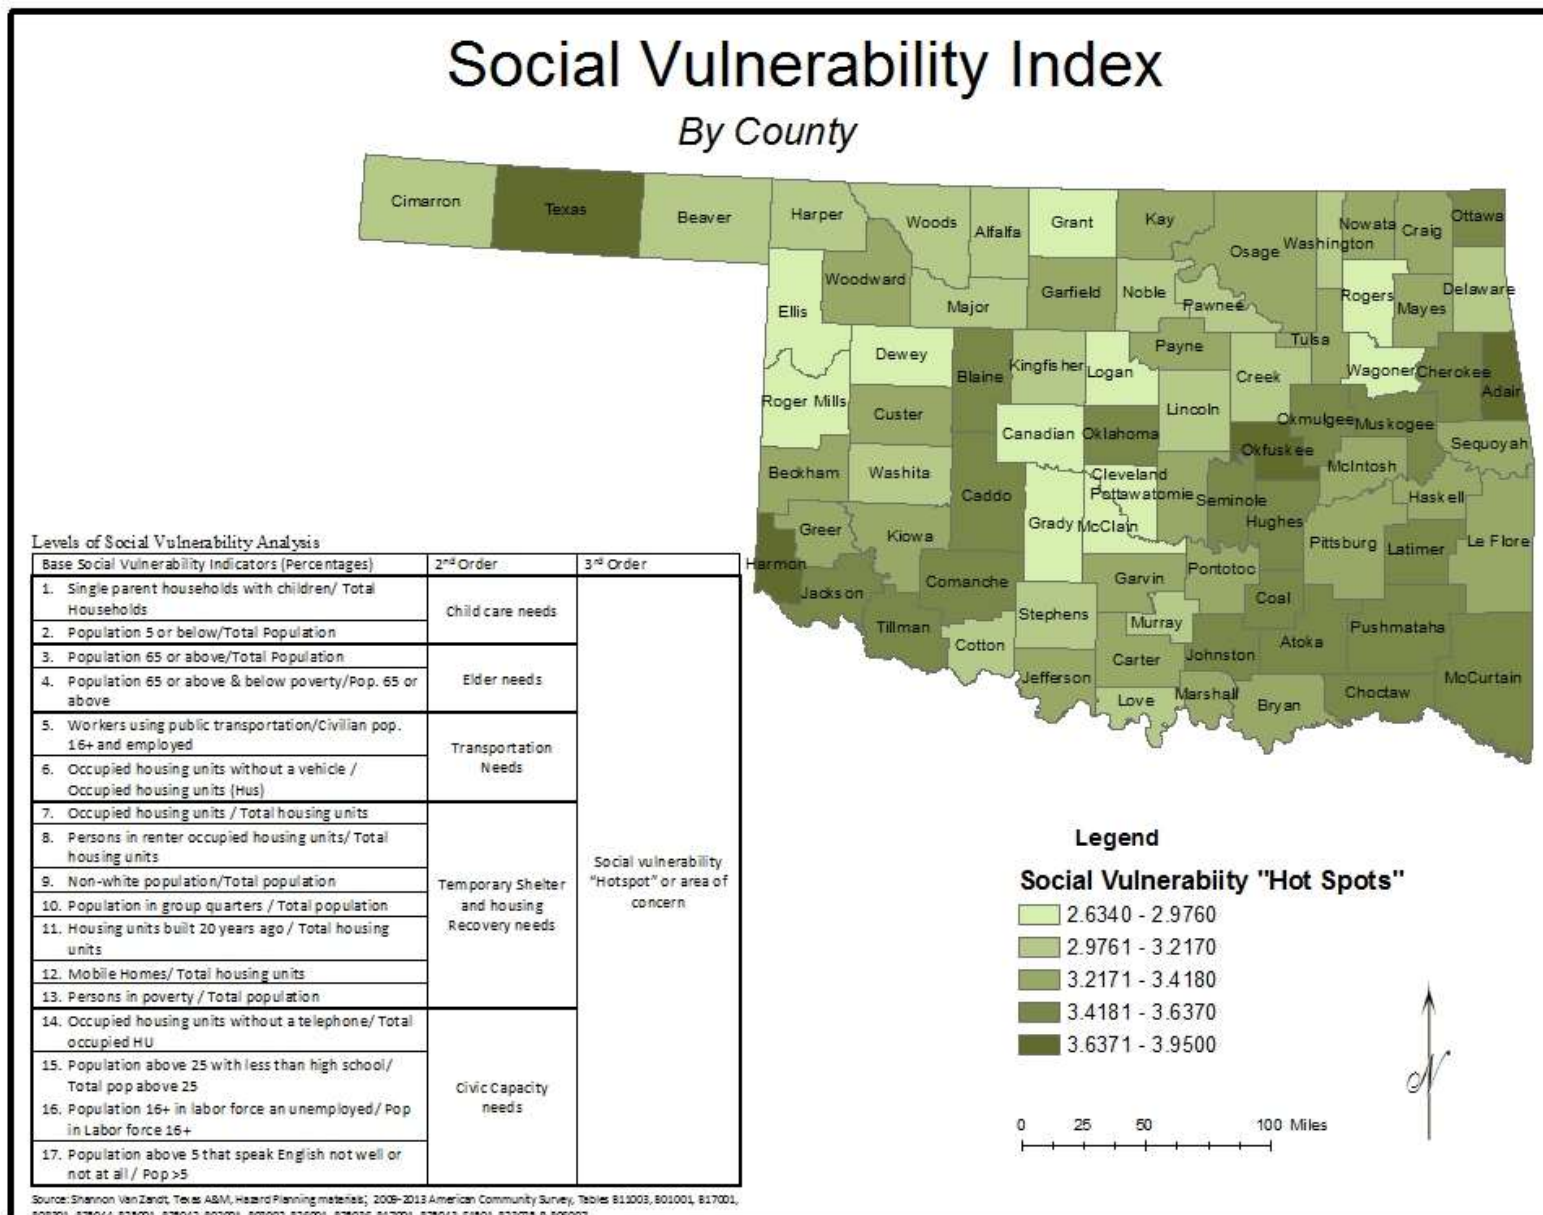 Social Vulnerability Index
By County
Cimarron
Texas
Beaver
Harper
Woods
Alfalfa
Grant
Kay
Osage
Washington
Nowata
Craig
Ottawa
Woodward
Ellis
Major
Garfield
Noble
Pawnee
Rogers
Mayes
Delaware
Dewey
Blaine
Kingfisher
Logan
Payne
Creek
Tulsa
Wagoner
Cherokee
Adair
Roger Mills
Custer
Canadian
Oklahoma
Lincoln
Okmulgee
Muskogee
Okfuskee
Sequoyah
McIntosh
Beckham
Washita
Caddo
Grady
Cleveland
Pottawatomie
McClain
Seminole
Hughes
Haskell
Pittsburg
Latimer
Le Flore
Greer
Kiowa
Harmon
Jackson
Comanche
Garvin
Pontotoc
Coal
Tillman
Stephens
Murray
Cotton
Carter
Johnston
Atoka
Pushmataha
Jefferson
Love
Marshall
Bryan
Choctaw
McCurtain
Levels of Social Vulnerability Analysis
Base Social Vulnerability Indicators (Percentages) 2nd Order 3rd Order
1. Single parent households with children/ Total
Households
2. Population 5 or below/Total Population
Child care needs
3. Population 65 or above/Total Population
4. Population 65 or above & below poverty/Pop. 65 or
above
Elder needs
5. Workers using public transportation/Civilian pop.
16+ and employed
6. Occupied housing units without a vehicle /
Occupied housing units (Hus)
Transportation
Needs
7. Occupied housing units / Total housing units
8. Persons in renter occupied housing units/ Total
housing units
9. Non-white population/Total population
10. Population in group quarters / Total population
11. Housing units built 20 years ago / Total housing
units
12. Mobile Homes/ Total housing units
13. Persons in poverty / Total population
Temporary Shelter
and housing
Recovery needs
14. Occupied housing units without a telephone/ Total
occupied HU
15. Population above 25 with less than high school/
Total pop above 25
16. Population 16+ in labor force an unemployed/ Pop
in Labor force 16+
17. Population above 5 that speak English not well or
not at all / Pop >5
Civic Capacity
needs
Social vulnerability
"Hotspot" or area of
concern
Source: Shannon Van Zandt, Texas A&M, Hazard Planning materials; 2009-2013 American Community Survey, Tables B11003, B01001, B17001,
Legend
Social Vulnerabiity "Hot Spots"
2.6340 - 2.9760
2.9761 - 3.2170
3.2171 - 3.4180
3.4181 - 3.6370
3.6371 - 3.9500
0 25 50 100 Miles
N